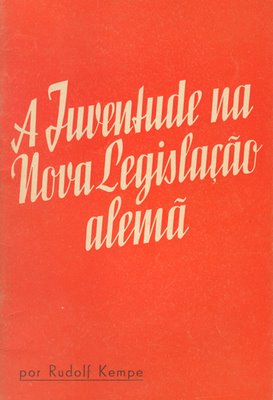 A Juventude na
Nova Legislação
alemã
por Rudolf Kempe